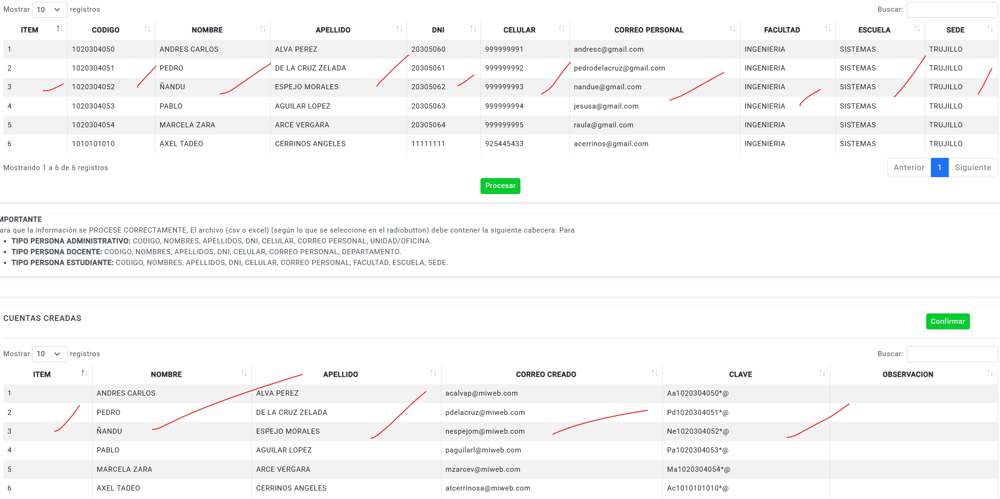 Mostrar 10 registros Buscar:
ITEM CODIGO NOMBRE APELLIDO DNI CELULAR CORREO PERSONAL FACULTAD ESCUELA SEDE
1 1020304050 ANDRES CARLOS ALVA PEREZ 20305060 999999991 andresc@gmail.com INGENIERIA SISTEMAS TRUJILLO
2 1020304051 PEDRO DE LA CRUZ ZELADA 20305061 999999992 pedrodelacruz@gmail.com INGENIERIA SISTEMAS TRUJILLO
3 1020304052 ÑANDU ESPEJO MORALES 20305062 999999993 nandue@gmail.com INGENIERIA SISTEMAS TRUJILLO
4 1020304053 PABLO AGUILAR LOPEZ 20305063 999999994 jesusa@gmail.com INGENIERIA SISTEMAS TRUJILLO
5 1020304054 MARCELA ZARA ARCE VERGARA 20305064 999999995 raula@gmail.com INGENIERIA SISTEMAS TRUJILLO
6 1010101010 AXEL TADEO CERRINOS ANGELES 11111111 925445433 acerrinos@gmail.com INGENIERIA SISTEMAS TRUJILLO
Mostrando 1 a 6 de 6 registros Anterior 1 Siguiente
Procesar
MPORTANTE
ara que la información se PROCESE CORRECTAMENTE, El archivo (csv o excel) (según lo que se seleccione en el radiobutton) debe contener la siguiente cabecera: Para
• TIPO PERSONA ADMINISTRATIVO: CODIGO, NOMBRES, APELLIDOS, DNI, CELULAR, CORREO PERSONAL, UNIDAD/OFICINA.
• TIPO PERSONA DOCENTE: CODIGO, NOMBRES, APELLIDOS, DNI, CELULAR, CORREO PERSONAL, DEPARTAMENTO.
• TIPO PERSONA ESTUDIANTE: CODIGO, NOMBRES, APELLIDOS, DNI, CELULAR, CORREO PERSONAL, FACULTAD, ESCUELA, SEDE.
CUENTAS CREADAS Confirmar
Mostrar 10 registros Buscar:
ITEM NOMBRE APELLIDO CORREO CREADO CLAVE OBSERVACION
1 ANDRES CARLOS ALVA PEREZ acalvap@miweb.com Aa1020304050*@
2 PEDRO DE LA CRUZ ZELADA pdelacruz@miweb.com Pd1020304051*@
3 ÑANDU ESPEJO MORALES nespejom@miweb.com Ne1020304052*@
4 PABLO AGUILAR LOPEZ paguilarl@miweb.com Pa1020304053*@
5 MARCELA ZARA ARCE VERGARA mzarcev@miweb.com Ma1020304054*@
6 AXEL TADEO CERRINOS ANGELES atcerrinosa@miweb.com Ac1010101010*@